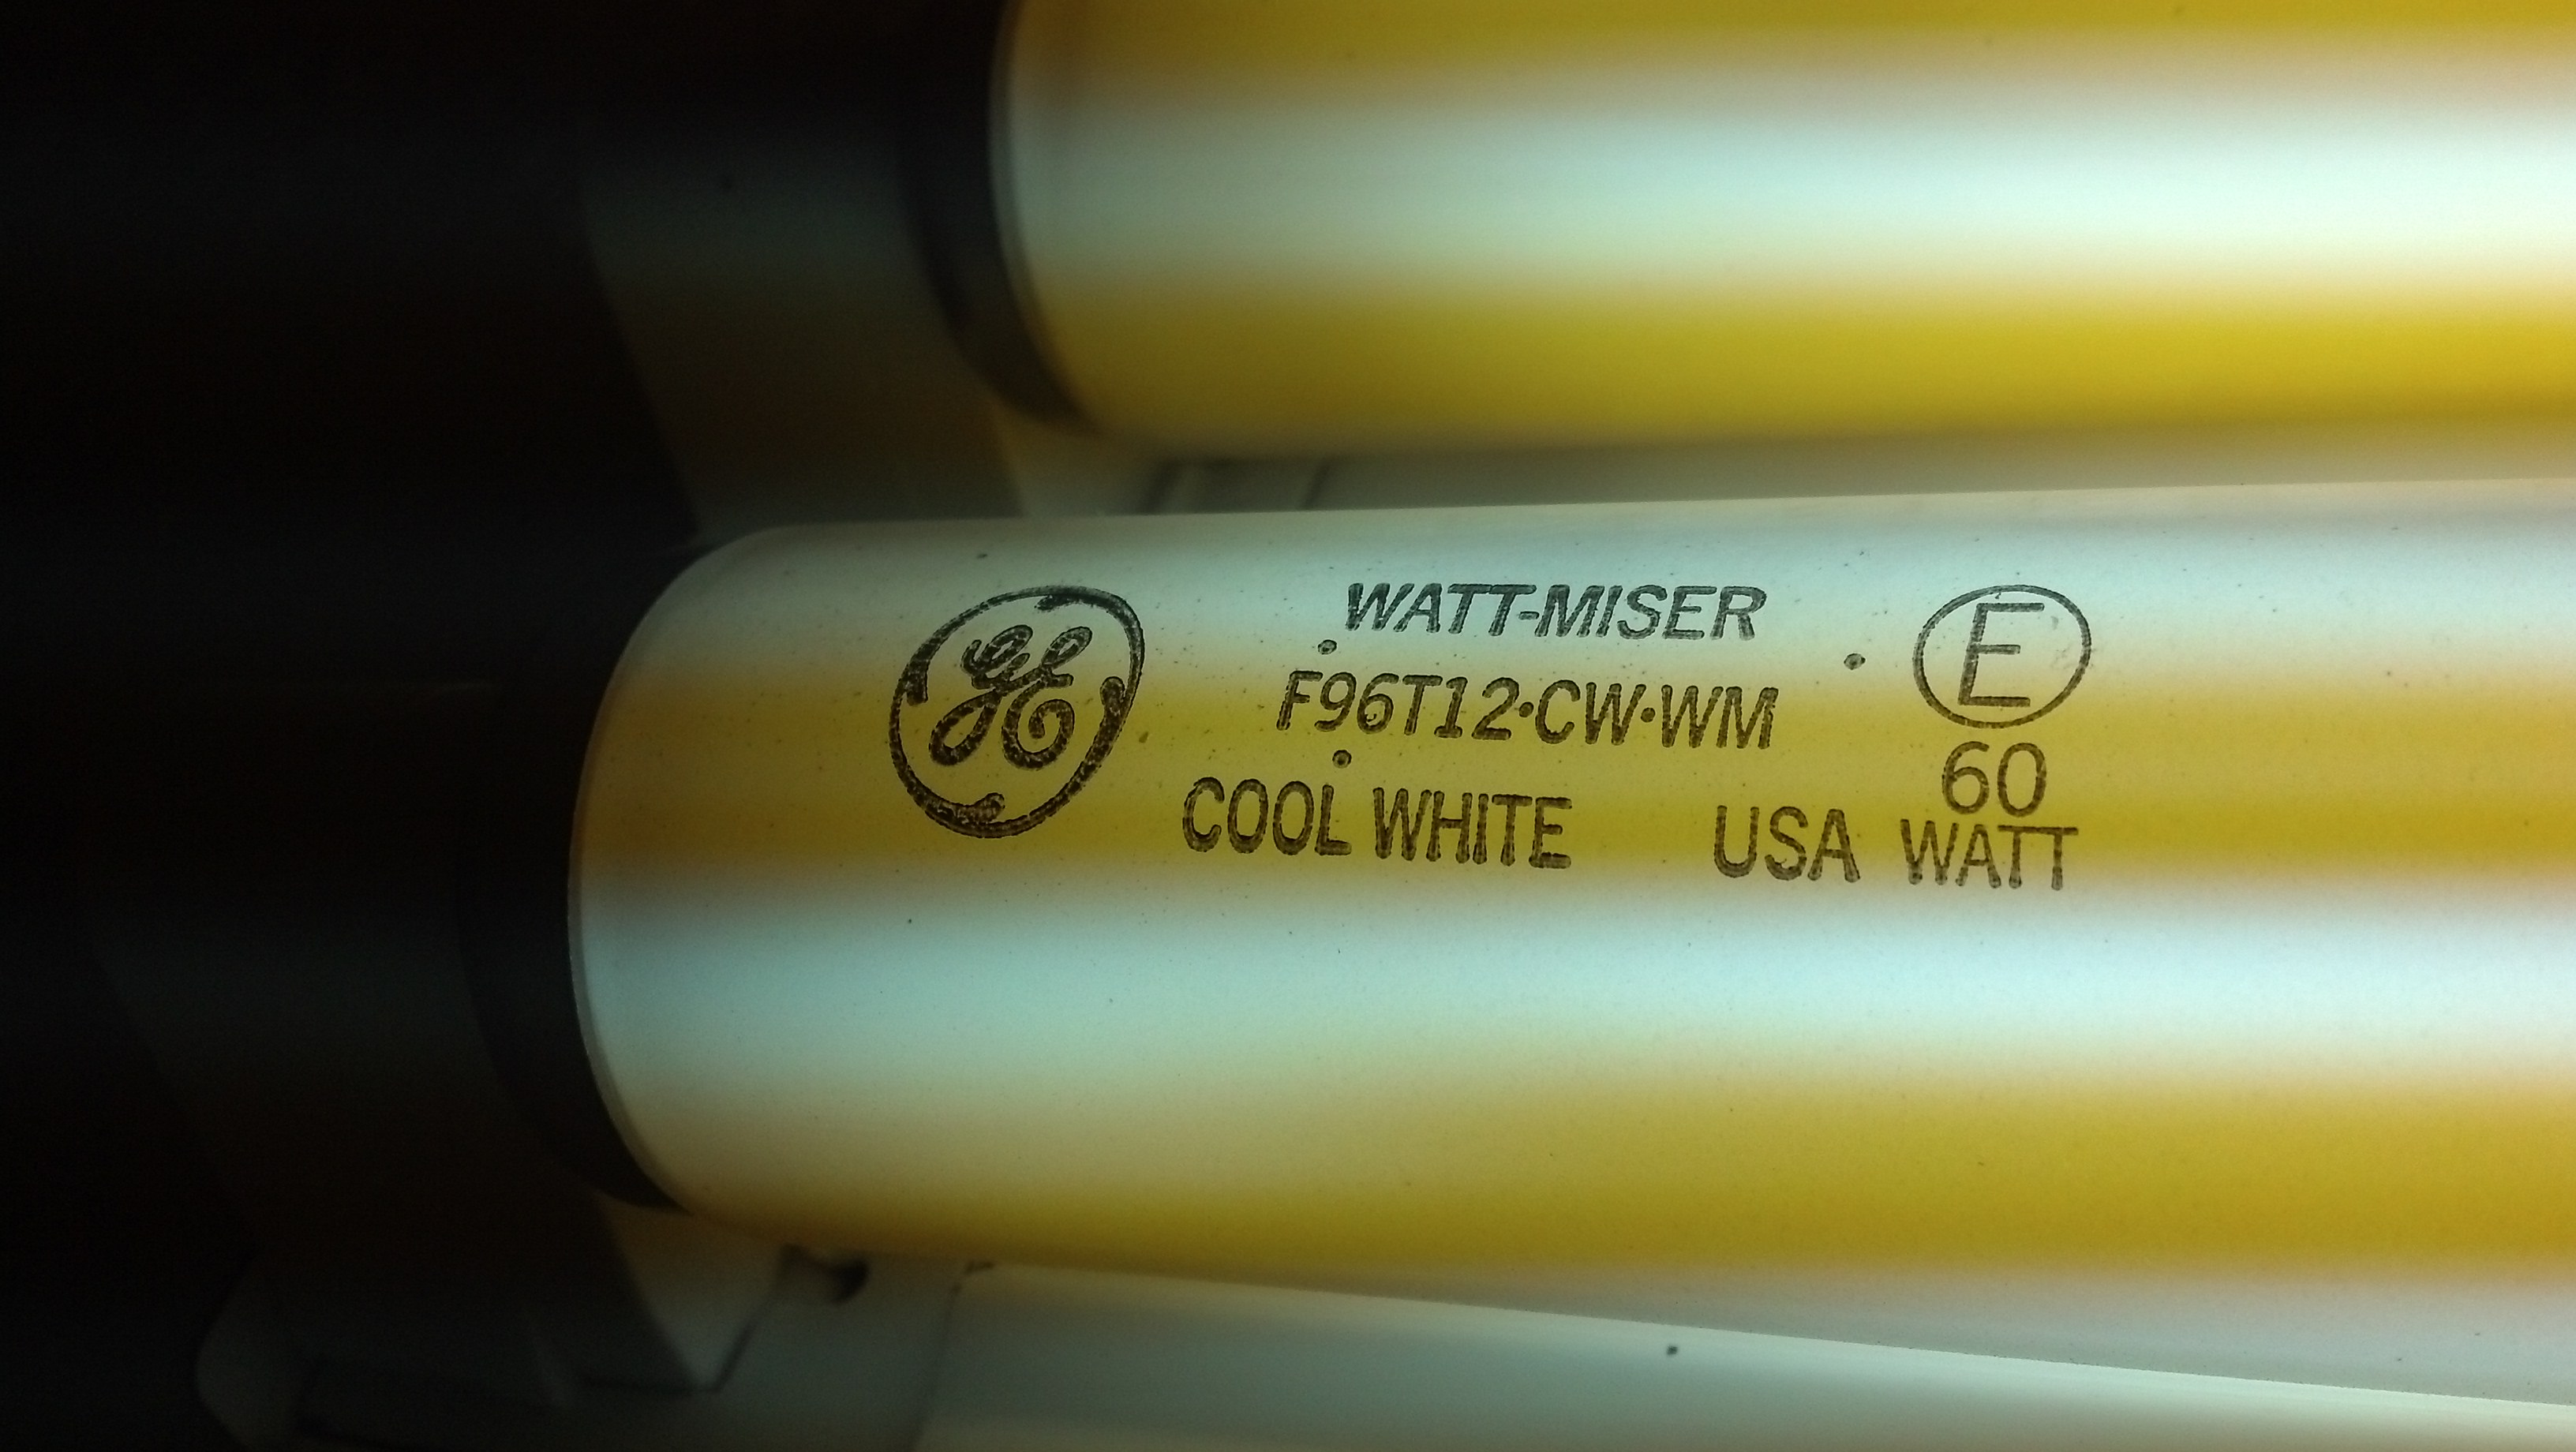 GE
WATT-MISER
F96T12•CW•WM
COOL WHITE
USA
E
60
WATT